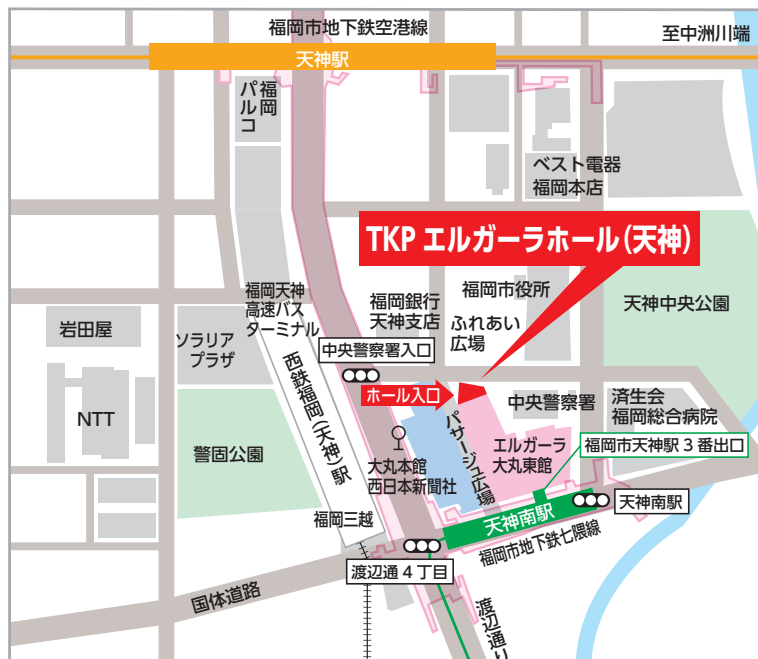 福岡市地下鉄空港線
至中洲川端
天神駅
福岡
パルコ
ベスト電器
福岡本店
TKP エルガーラホール(天神)
福岡天神
高速バス
ターミナル
福岡銀行
天神支店
福岡市役所
ふれあい
広場
天神中央公園
岩田屋
ソラリア
プラザ
中央警察署入口
西鉄福岡(天神)駅
ホール入口
NTT
中央警察署
済生会
福岡総合病院
パサージュ広場
エルガーラ
大丸東館
福岡市天神駅3番出口
警固公園
大丸本館
西日本新聞社
福岡三越
天神南駅
天神南駅
福岡市地下鉄七隈線
渡辺通4丁目
国体道路
渡辺通り